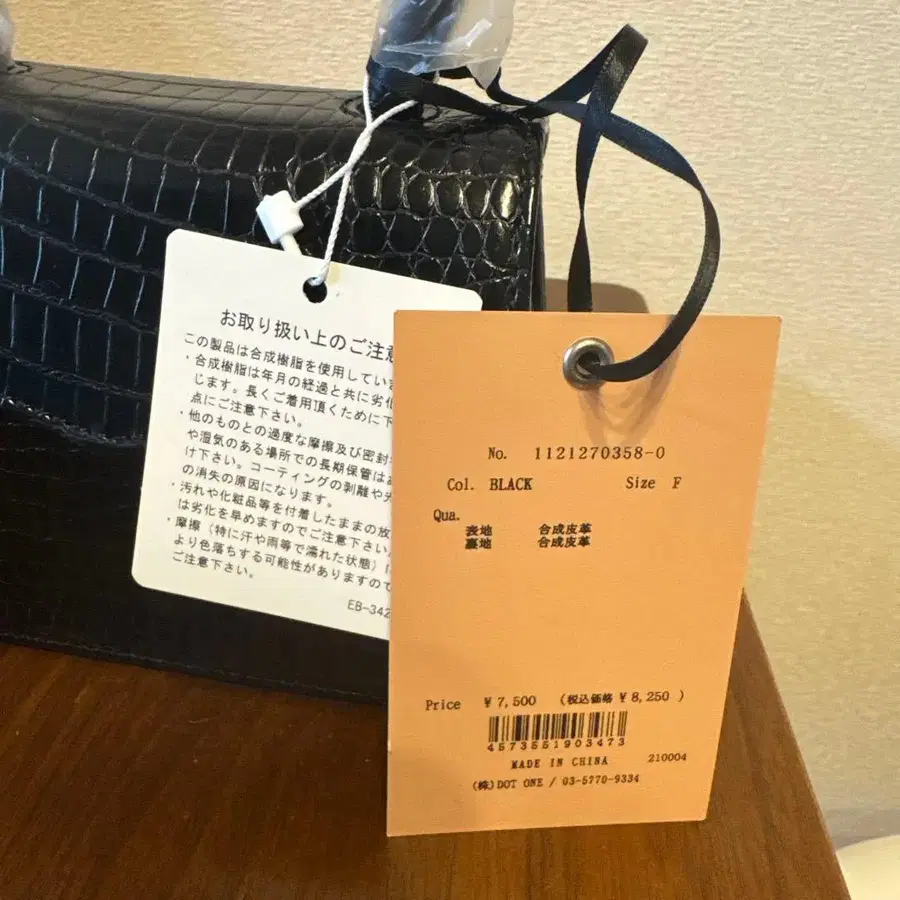 お取り扱い上のご注意
この製品は合成樹脂を使用していま
・合成樹脂は年月の経過と共に劣化
じます。長くご着用頂くために下
点にご注意下さい。
・他のものとの過度な摩擦及び密封
や湿気のある場所での長期保管は
け下さい。コーティングの剥離や
の消失の原因になります。
・汚れや化粧品等を付着したままの放
は劣化を早めますのでご注意下さい。
・摩擦（特に汗や雨等で濡れた状態）
より色落ちする可能性がありますので
ご注意下さい。
EB-342
No. 1121270358-0
Col. BLACK Size F
Qua.
表地 合成皮革
裏地 合成皮革
Price ¥7,500 (税込価格 ¥8,250 )
4573551903473
MADE IN CHINA 210004
(株)DOT ONE / 03-5770-9334